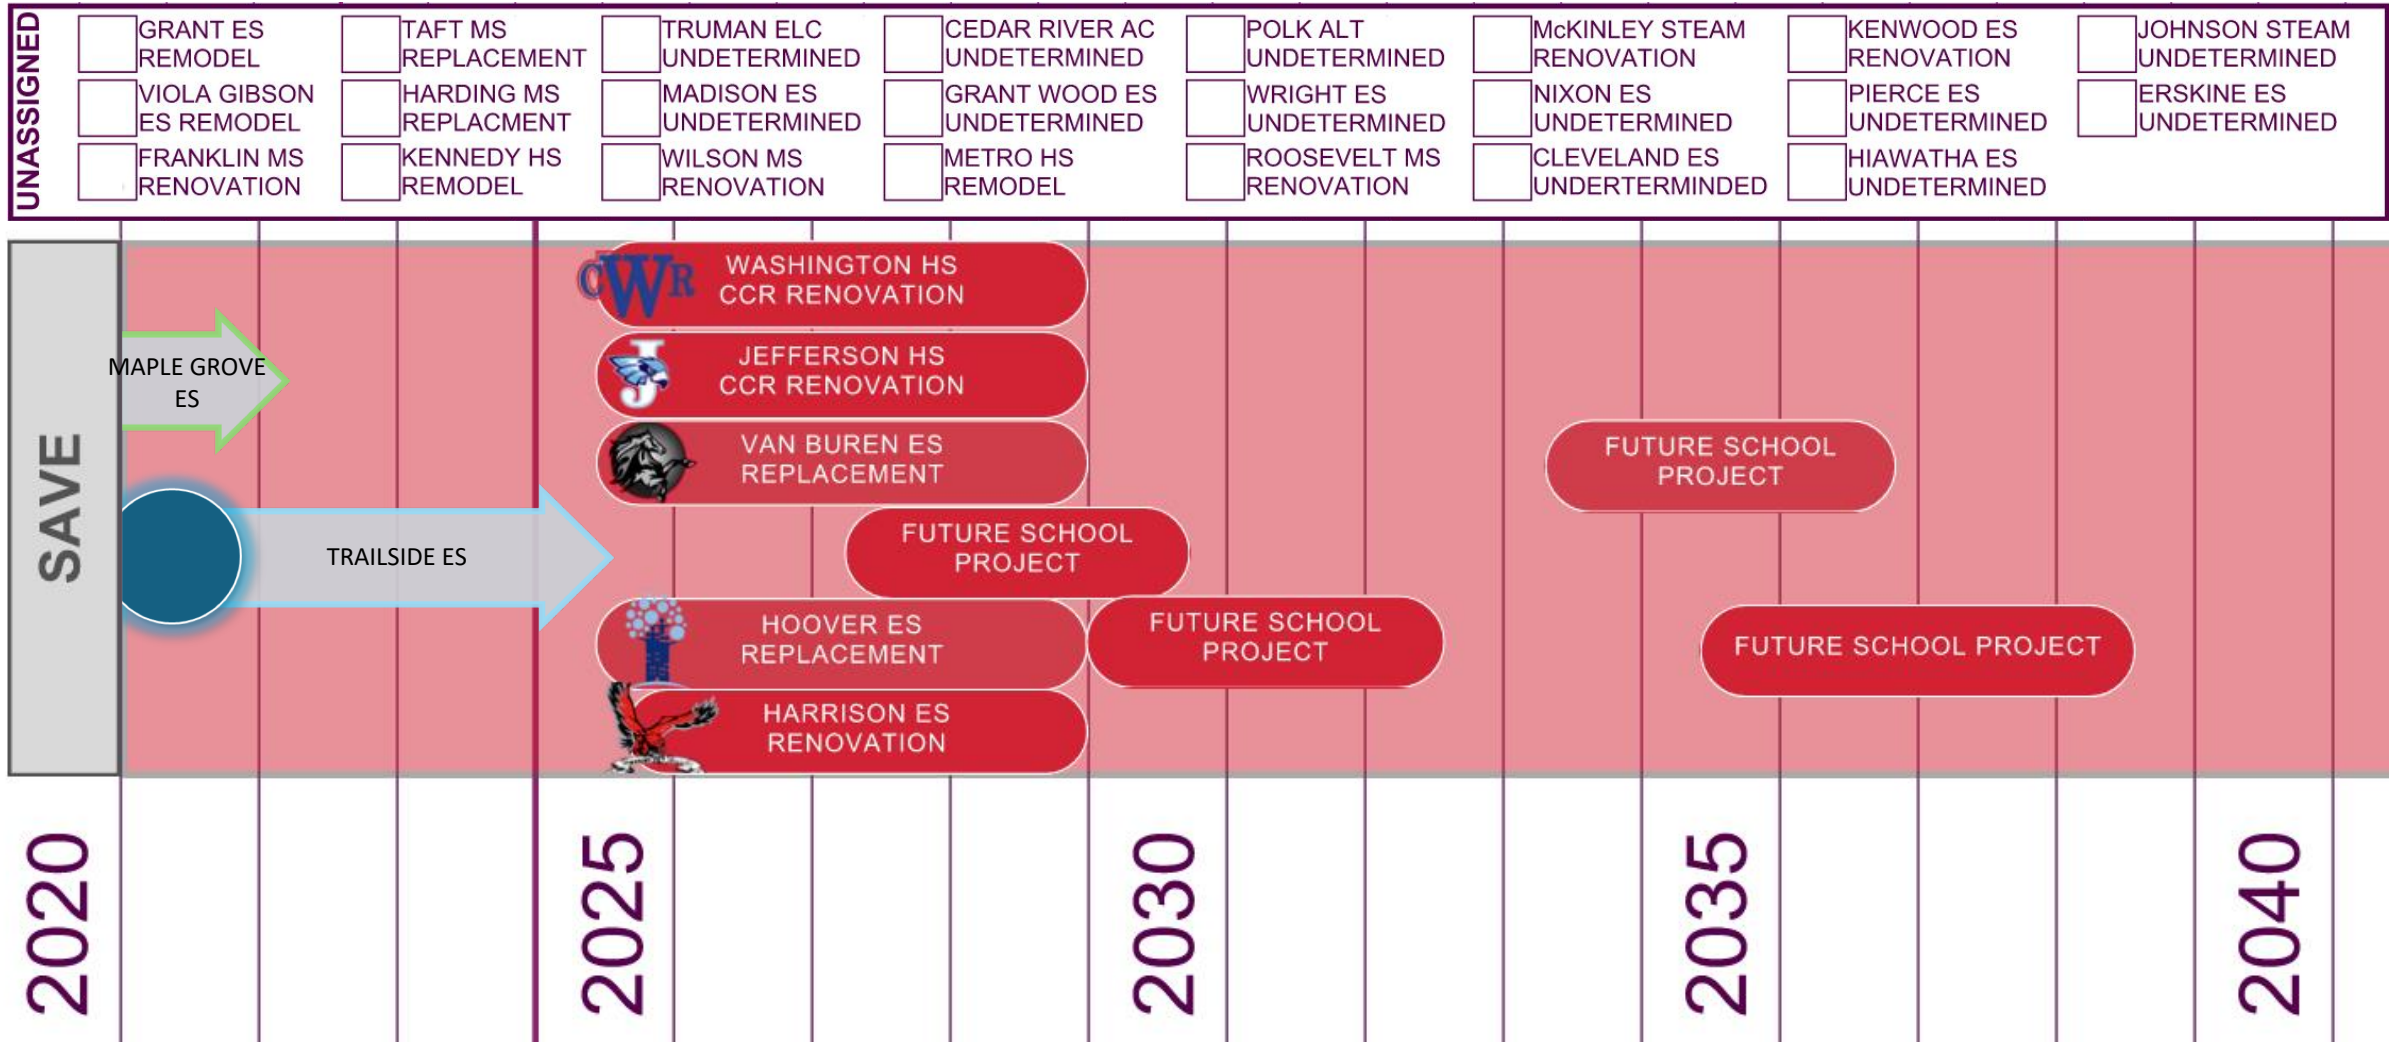 UNASSIGNED
GRANT ES
REMODEL
TAFT MS
REPLACEMENT
TRUMAN ELC
UNDETERMINED
CEDAR RIVER AC
UNDETERMINED
POLK ALT
UNDETERMINED
McKINLEY STEAM
RENOVATION
KENWOOD ES
RENOVATION
JOHNSON STEAM
UNDETERMINED
VIOLA GIBSON
ES REMODEL
HARDING MS
REPLACMENT
MADISON ES
UNDETERMINED
GRANT WOOD ES
UNDETERMINED
WRIGHT ES
UNDETERMINED
NIXON ES
UNDETERMINED
PIERCE ES
UNDETERMINED
ERSKINE ES
UNDETERMINED
FRANKLIN MS
RENOVATION
KENNEDY HS
REMODEL
WILSON MS
RENOVATION
METRO HS
REMODEL
ROOSEVELT MS
RENOVATION
CLEVELAND ES
UNDERTERMINDED
HIAWATHA ES
UNDETERMINED
SAVE
CWR
WASHINGTON HS
CCR RENOVATION
MAPLE GROVE
ES
J
JEFFERSON HS
CCR RENOVATION
VAN BUREN ES
REPLACEMENT
FUTURE SCHOOL
PROJECT
TRAILSIDE ES
FUTURE SCHOOL
PROJECT
HOOVER ES
REPLACEMENT
FUTURE SCHOOL
PROJECT
FUTURE SCHOOL PROJECT
HARRISON ES
RENOVATION
2020
2025
2030
2035
2040